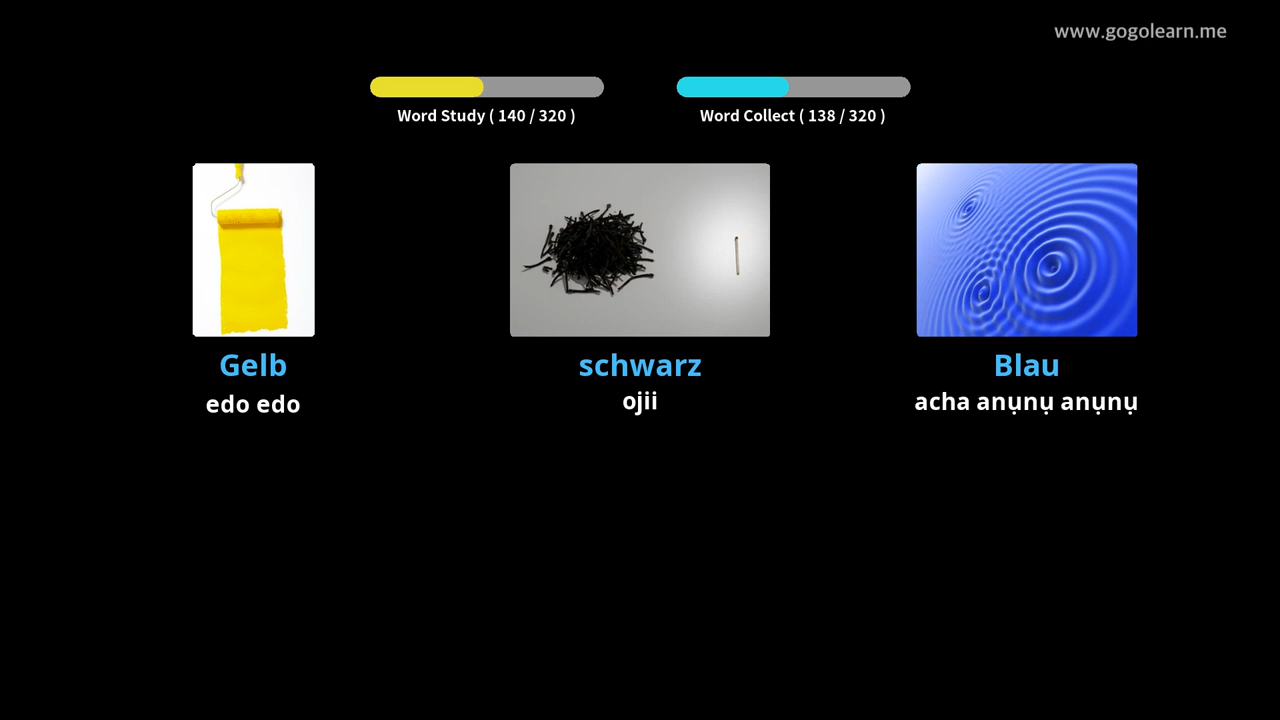 www.gogolearn.me
Word Study ( 140 / 320 )
Word Collect ( 138 / 320 )
Gelb
schwarz
Blau
edo edo
ojii
acha anụnụ anụnụ